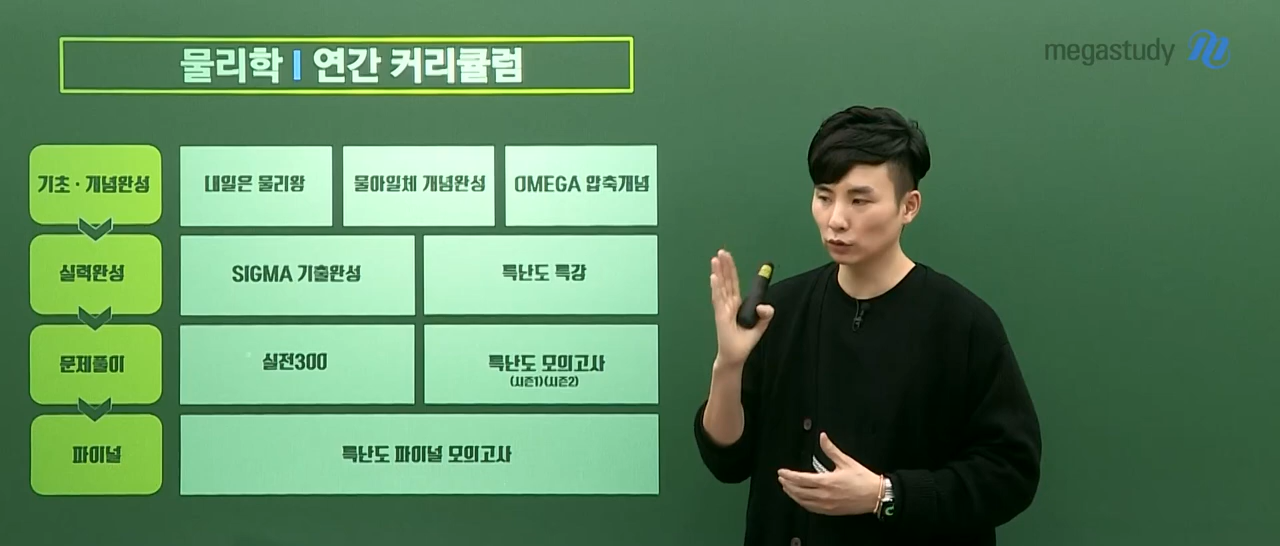 megastudy
물리학 I 연간 커리큘럼
기초 · 개념완성
내일은 물리왕
물아일체 개념완성
OMEGA 압축개념
실력완성
SIGMA 기출완성
특난도 특강
문제풀이
실전300
특난도 모의고사
(시즌1)(시즌2)
파이널
특난도 파이널 모의고사